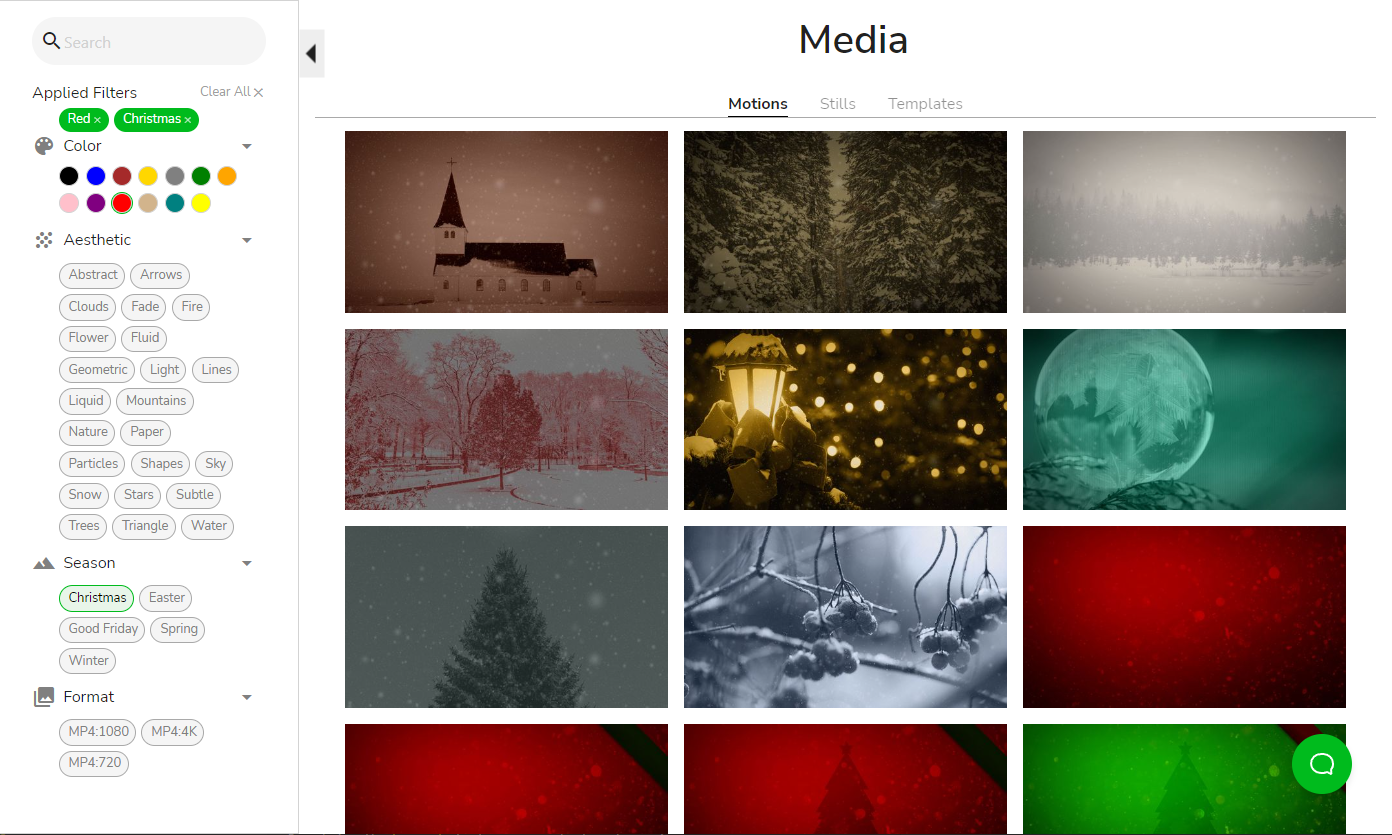 Search
Applied Filters Clear All ×
Red × Christmas ×
Color
Aesthetic
Abstract Arrows
Clouds Fade Fire
Flower Fluid
Geometric Light Lines
Liquid Mountains
Nature Paper
Particles Shapes Sky
Snow Stars Subtle
Trees Triangle Water
Season
Christmas Easter
Good Friday Spring
Winter
Format
MP4:1080 MP4:4K
MP4:720
Media
Motions Stills Templates